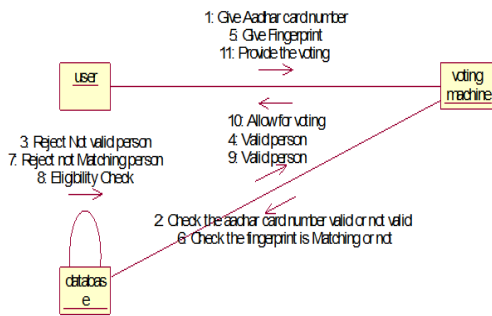 1: Give Aadhar card number
5: Give Fingerprint
11: Provide the voting
user
voting
machine
10: Allow for voting
4: Valid person
9: Valid person
3: Reject Not valid person
7: Reject not Matching person
8: Eligibility Check
2: Check the aadhar card number valid or not valid
6: Check the fingerprint is Matching or not
databas
e